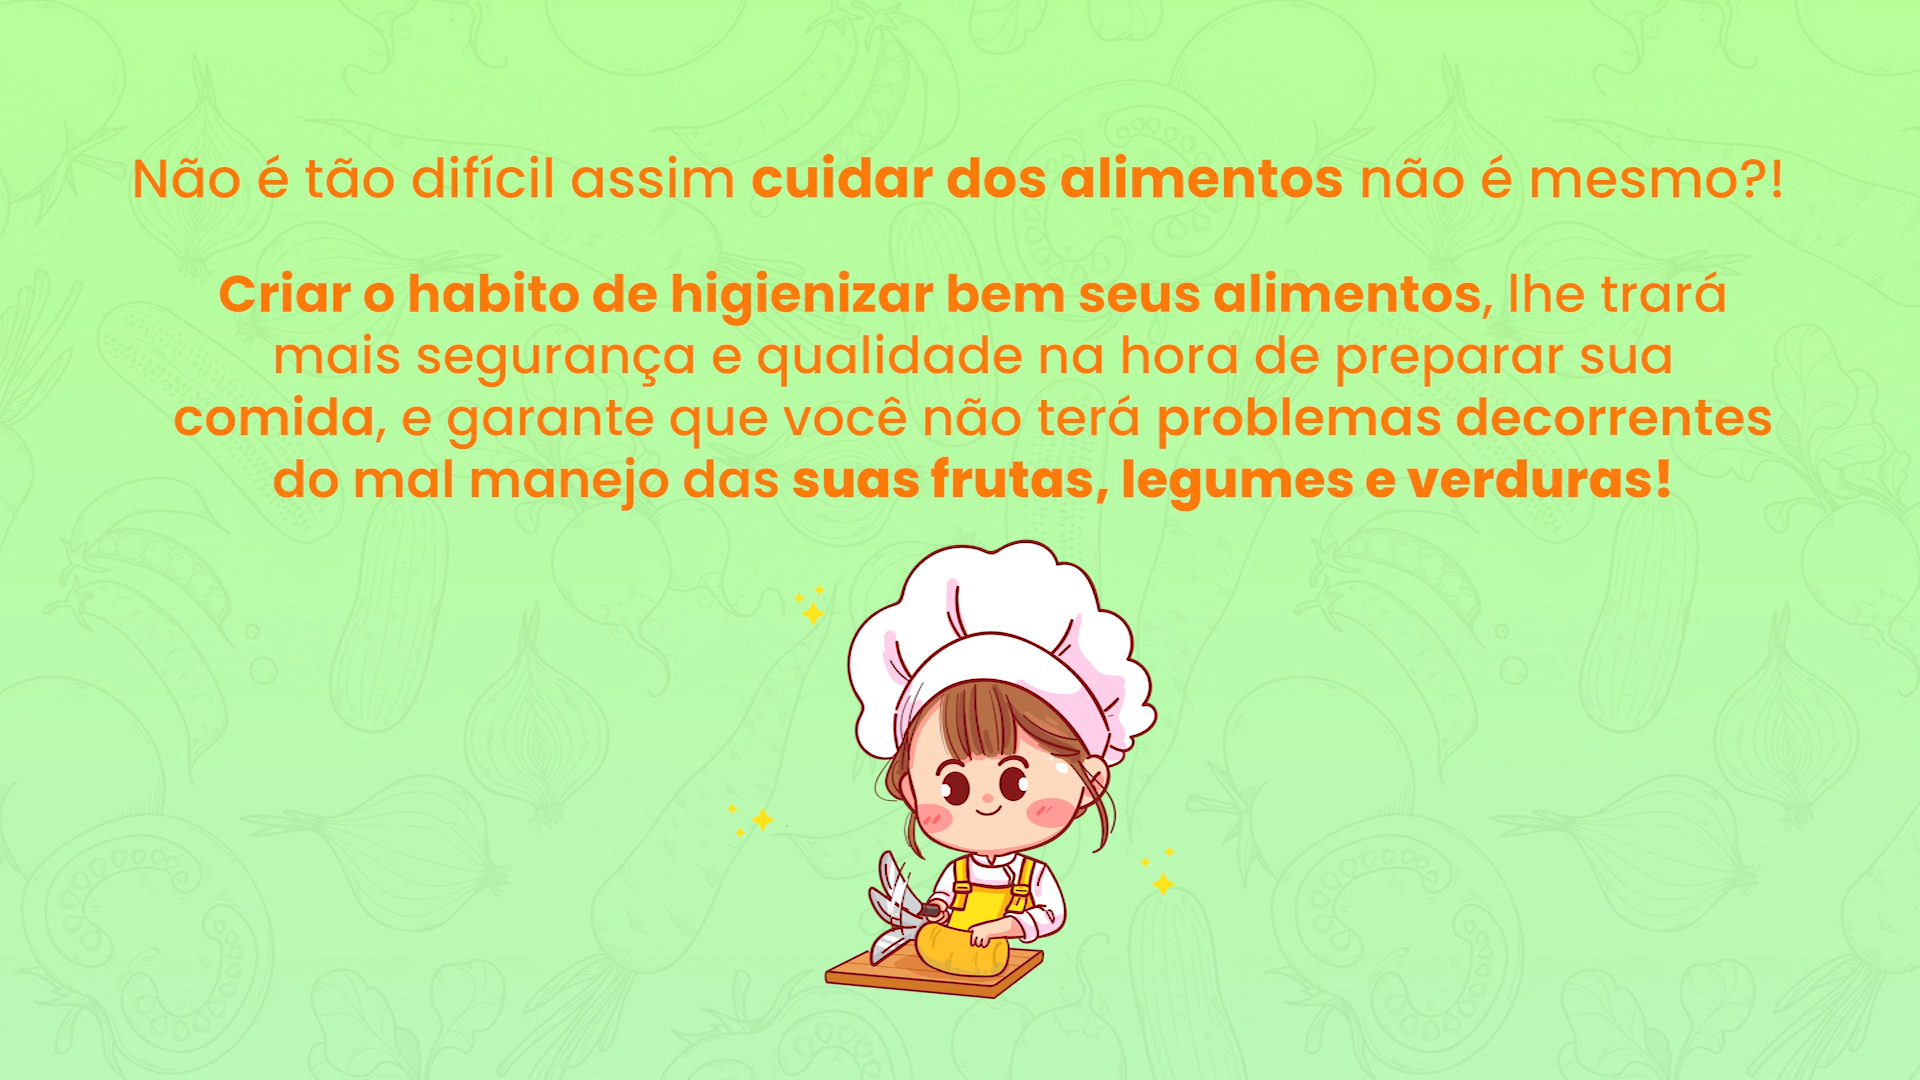 Não é tão difícil assim cuidar dos alimentos não é mesmo?!
Criar o habito de higienizar bem seus alimentos, lhe trará
mais segurança e qualidade na hora de preparar sua
comida, e garante que você não terá problemas decorrentes
do mal manejo das suas frutas, legumes e verduras!